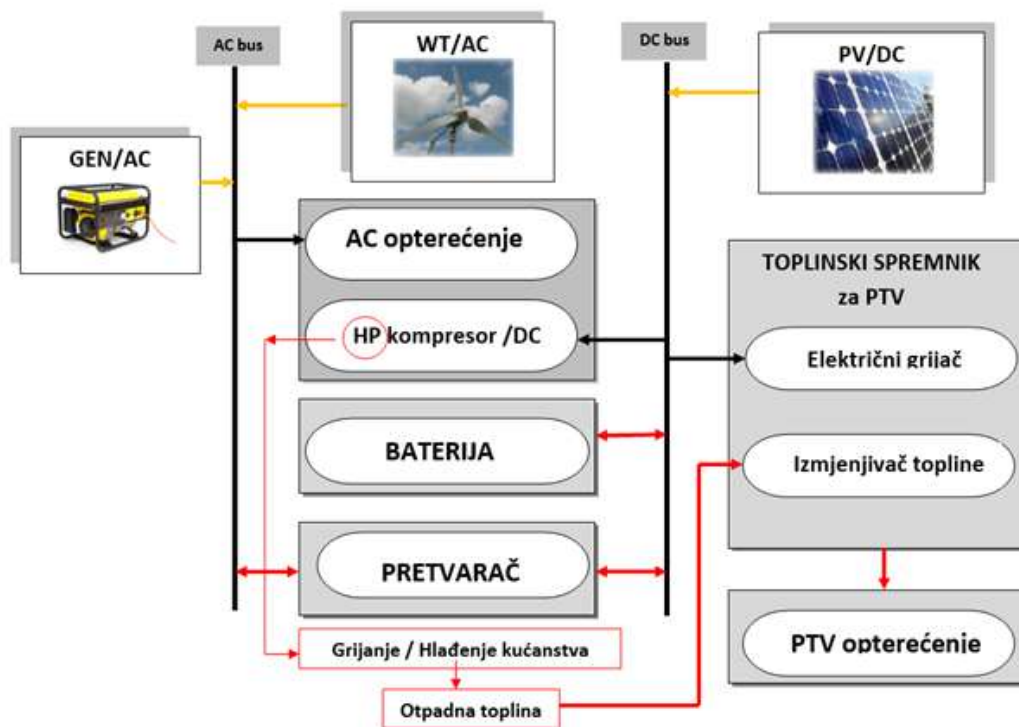 AC bus
WT/AC
DC bus
PV/DC
GEN/AC
AC opterećenje
HP kompresor /DC
BATERIJA
PRETVARAČ
Grijanje / Hlađenje kućanstva
Otpadna toplina
TOPLINSKI SPREMNIK
za PTV
Električni grijač
Izmjenjivač topline
PTV opterećenje